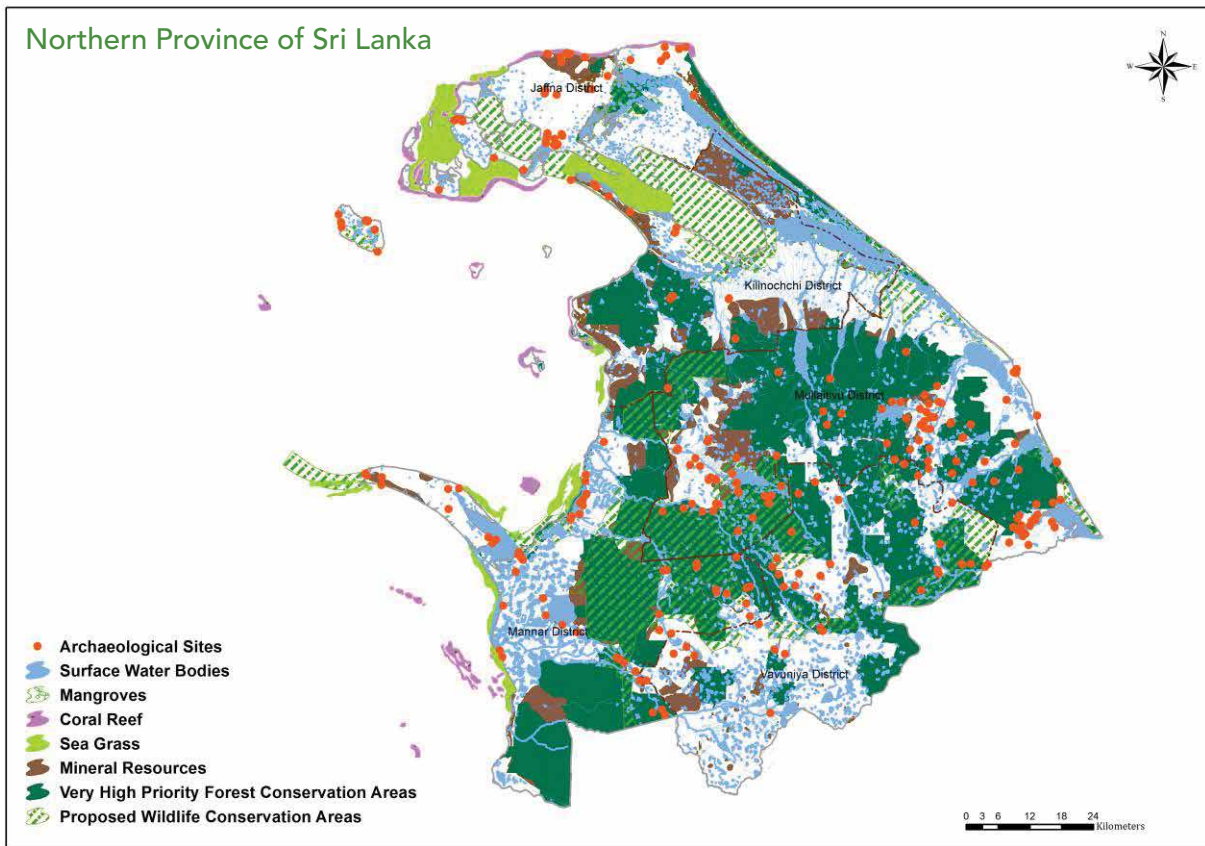 Northern Province of Sri Lanka
N
W E
S
Jaffna District
Kilinochchi District
Mullaitivu District
Mannar District
Vavuniya District
Archaeological Sites
Surface Water Bodies
Mangroves
Coral Reef
Sea Grass
Mineral Resources
Very High Priority Forest Conservation Areas
Proposed Wildlife Conservation Areas
0 3 6 12 18 24
Kilometers